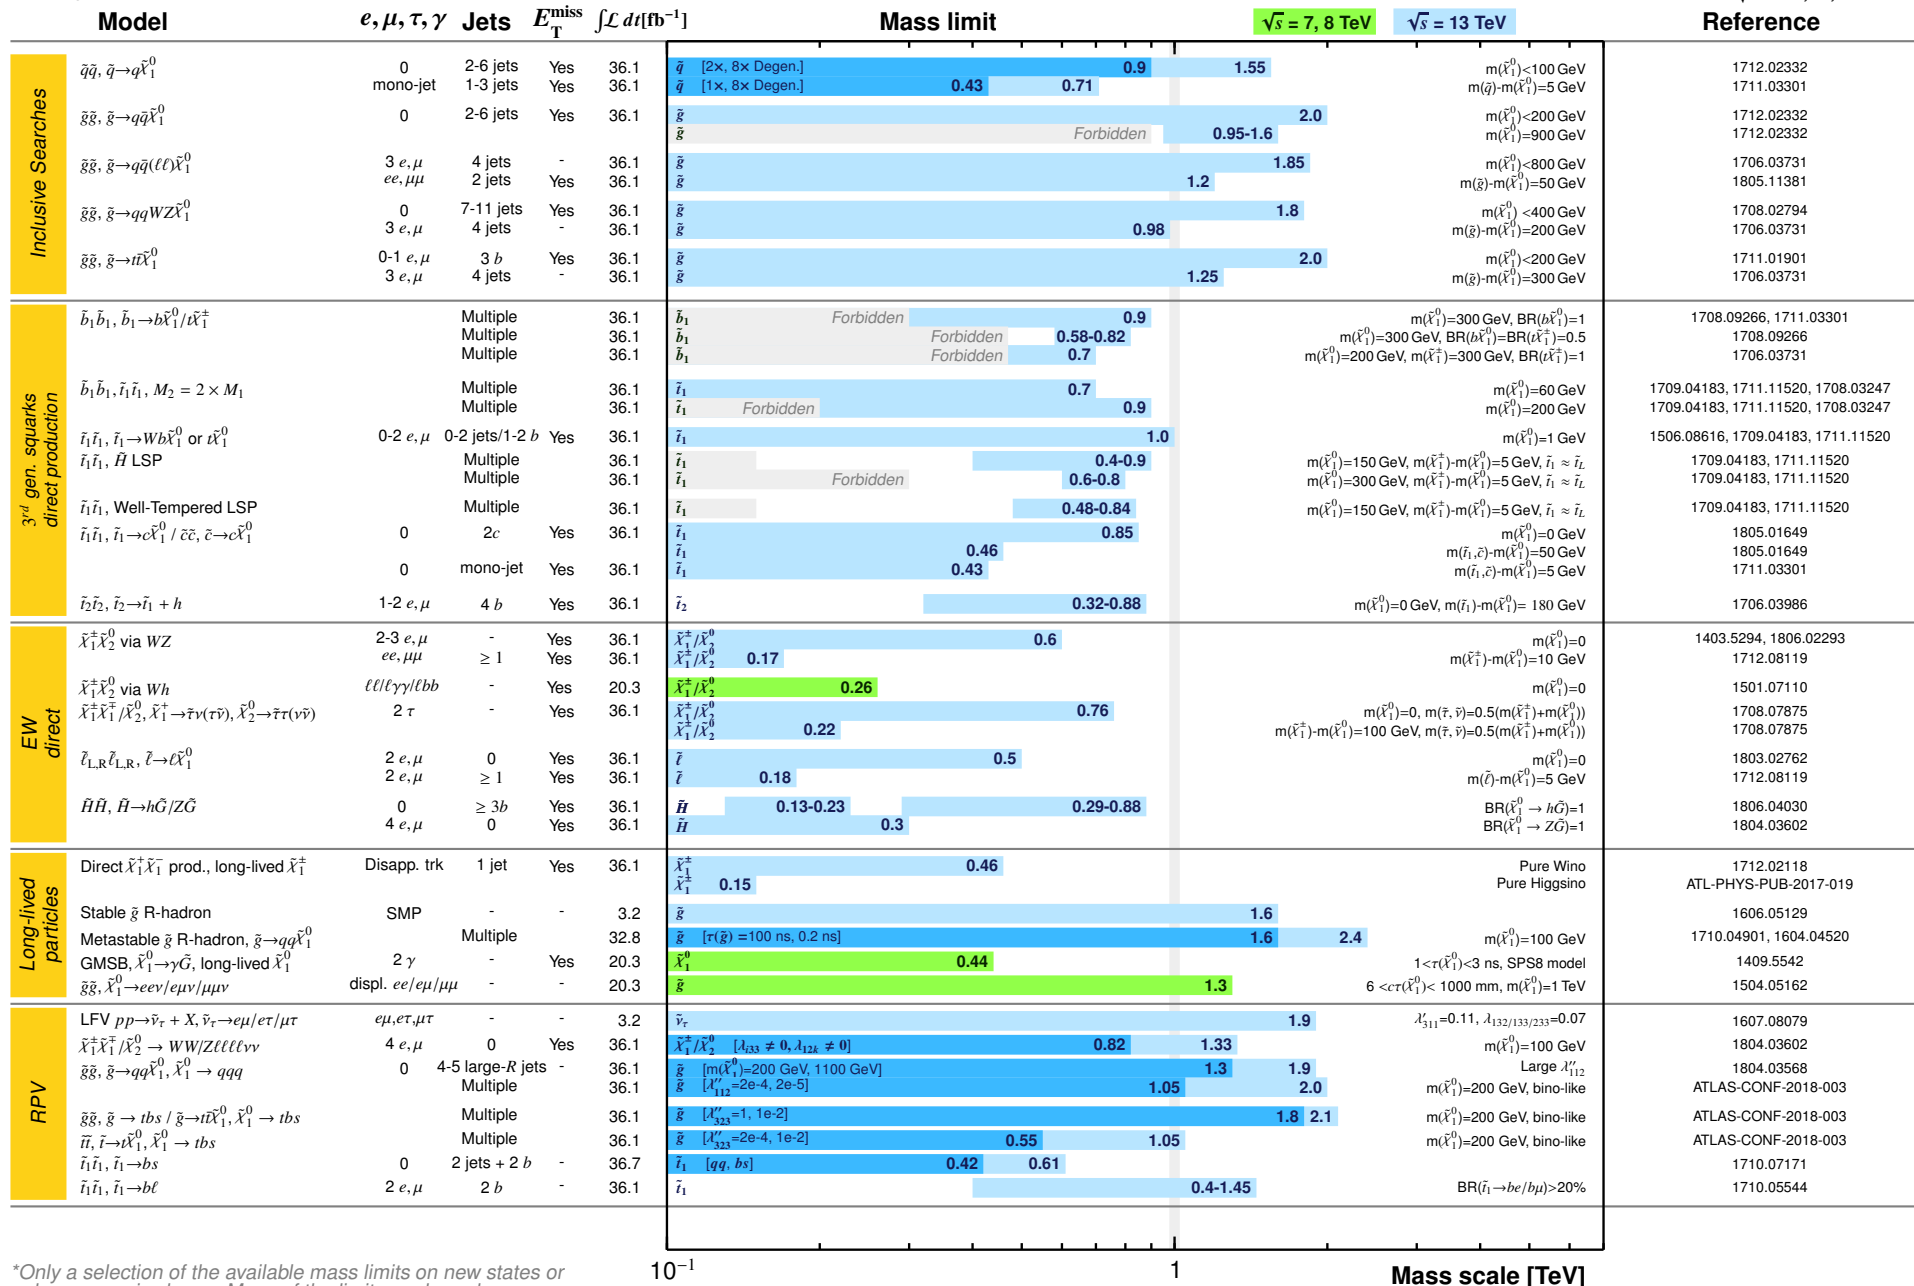 Model e, μ, τ, γ Jets E_T^miss ∫ℒ dt[fb⁻¹] Mass limit √s = 7, 8 TeV √s = 13 TeV Reference
Inclusive Searches
q̃q̃, q̃→qχ̃₁⁰ 0 2-6 jets Yes 36.1 q̃ [2×, 8× Degen.] 0.9 1.55 m(χ̃₁⁰)<100 GeV 1712.02332
mono-jet 1-3 jets Yes 36.1 q̃ [1×, 8× Degen.] 0.43 0.71 m(q̃)-m(χ̃₁⁰)=5 GeV 1711.03301
g̃g̃, g̃→qq̄χ̃₁⁰ 0 2-6 jets Yes 36.1 g̃ 2.0 m(χ̃₁⁰)<200 GeV 1712.02332
g̃ Forbidden 0.95-1.6 m(χ̃₁⁰)=900 GeV 1712.02332
36.1
g̃g̃, g̃→qq̄(ℓℓ)χ̃₁⁰ 3 e, μ 4 jets - 36.1 g̃ 1.85 m(χ̃₁⁰)<800 GeV 1706.03731
ee, μμ 2 jets Yes 36.1 g̃ 1.2 m(g̃)-m(χ̃₁⁰)=50 GeV 1805.11381
g̃g̃, g̃→qqWZχ̃₁⁰ 0 7-11 jets Yes 36.1 g̃ 1.8 m(χ̃₁⁰) <400 GeV 1708.02794
3 e, μ 4 jets - 36.1 g̃ 0.98 m(g̃)-m(χ̃₁⁰)=200 GeV 1706.03731
g̃g̃, g̃→tt̄χ̃₁⁰ 0-1 e, μ 3 b Yes 36.1 g̃ 2.0 m(χ̃₁⁰)<200 GeV 1711.01901
3 e, μ 4 jets - 36.1 g̃ 1.25 m(g̃)-m(χ̃₁⁰)=300 GeV 1706.03731
3rd gen. squarks
direct production
b̃₁b̃₁, b̃₁→bχ̃₁⁰/tχ̃₁± Multiple 36.1 b̃₁ Forbidden 0.9 m(χ̃₁⁰)=300 GeV, BR(bχ̃₁⁰)=1 1708.09266, 1711.03301
Multiple 36.1 b̃₁ Forbidden 0.58-0.82 m(χ̃₁⁰)=300 GeV, BR(bχ̃₁⁰)=BR(tχ̃₁±)=0.5 1708.09266
Multiple 36.1 b̃₁ Forbidden 0.7 m(χ̃₁⁰)=200 GeV, m(χ̃₁±)=300 GeV, BR(tχ̃₁±)=1 1706.03731
b̃₁b̃₁, t̃₁t̃₁, M₂ = 2 × M₁ Multiple 36.1 t̃₁ 0.7 m(χ̃₁⁰)=60 GeV 1709.04183, 1711.11520, 1708.03247
Multiple 36.1 t̃₁ Forbidden 0.9 m(χ̃₁⁰)=200 GeV 1709.04183, 1711.11520, 1708.03247
t̃₁t̃₁, t̃₁→Wbχ̃₁⁰ or tχ̃₁⁰ 0-2 e, μ 0-2 jets/1-2 b Yes 36.1 t̃₁ 1.0 m(χ̃₁⁰)=1 GeV 1506.08616, 1709.04183, 1711.11520
t̃₁t̃₁, H̃ LSP Multiple 36.1 t̃₁ 0.4-0.9 m(χ̃₁⁰)=150 GeV, m(χ̃₁±)-m(χ̃₁⁰)=5 GeV, t̃₁ ≈ t̃L 1709.04183, 1711.11520
Multiple 36.1 t̃₁ Forbidden 0.6-0.8 m(χ̃₁⁰)=300 GeV, m(χ̃₁±)-m(χ̃₁⁰)=5 GeV, t̃₁ ≈ t̃L 1709.04183, 1711.11520
t̃₁t̃₁, Well-Tempered LSP Multiple 36.1 t̃₁ 0.48-0.84 m(χ̃₁⁰)=150 GeV, m(χ̃₁±)-m(χ̃₁⁰)=5 GeV, t̃₁ ≈ t̃L 1709.04183, 1711.11520
t̃₁t̃₁, t̃₁→cχ̃₁⁰ / c̃c̃, c̃→cχ̃₁⁰ 0 2c Yes 36.1 t̃₁ 0.85 m(χ̃₁⁰)=0 GeV 1805.01649
t̃₁ 0.46 m(t̃₁,c̃)-m(χ̃₁⁰)=50 GeV 1805.01649
0 mono-jet Yes 36.1 t̃₁ 0.43 m(t̃₁,c̃)-m(χ̃₁⁰)=5 GeV 1711.03301
t̃₂t̃₂, t̃₂→t̃₁ + h 1-2 e, μ 4 b Yes 36.1 t̃₂ 0.32-0.88 m(χ̃₁⁰)=0 GeV, m(t̃₁)-m(χ̃₁⁰)= 180 GeV 1706.03986
EW
direct
χ̃₁±χ̃₂⁰ via WZ 2-3 e, μ - Yes 36.1 χ̃₁±/χ̃₂⁰ 0.6 m(χ̃₁⁰)=0 1403.5294, 1806.02293
ee, μμ ≥ 1 Yes 36.1 χ̃₁±/χ̃₂⁰ 0.17 m(χ̃₁±)-m(χ̃₁⁰)=10 GeV 1712.08119
χ̃₁±χ̃₂⁰ via Wh ℓℓ/ℓγγ/ℓbb - Yes 20.3 χ̃₁±/χ̃₂⁰ 0.26 m(χ̃₁⁰)=0 1501.07110
χ̃₁±χ̃₁∓/χ̃₂⁰, χ̃₁⁺→τ̃ν(τν̃), χ̃₂⁰→τ̃τ(νν̃) 2 τ - Yes 36.1 χ̃₁±/χ̃₂⁰ 0.76 m(χ̃₁⁰)=0, m(τ̃, ν̃)=0.5(m(χ̃₁±)+m(χ̃₁⁰)) 1708.07875
χ̃₁±/χ̃₂⁰ 0.22 m(χ̃₁±)-m(χ̃₁⁰)=100 GeV, m(τ̃, ν̃)=0.5(m(χ̃₁±)+m(χ̃₁⁰)) 1708.07875
ℓ̃L,Rℓ̃L,R, ℓ̃→ℓχ̃₁⁰ 2 e, μ 0 Yes 36.1 ℓ̃ 0.5 m(χ̃₁⁰)=0 1803.02762
2 e, μ ≥ 1 Yes 36.1 ℓ̃ 0.18 m(ℓ̃)-m(χ̃₁⁰)=5 GeV 1712.08119
H̃H̃, H̃→hG̃/ZG̃ 0 ≥ 3b Yes 36.1 H̃ 0.13-0.23 0.29-0.88 BR(χ̃₁⁰ → hG̃)=1 1806.04030
4 e, μ 0 Yes 36.1 H̃ 0.3 BR(χ̃₁⁰ → ZG̃)=1 1804.03602
Long-lived
particles
Direct χ̃₁⁺χ̃₁⁻ prod., long-lived χ̃₁± Disapp. trk 1 jet Yes 36.1 χ̃₁± 0.46 Pure Wino 1712.02118
χ̃₁± 0.15 Pure Higgsino ATL-PHYS-PUB-2017-019
Stable g̃ R-hadron SMP - - 3.2 g̃ 1.6 1606.05129
Metastable g̃ R-hadron, g̃→qqχ̃₁⁰ Multiple 32.8 g̃ [τ(g̃) =100 ns, 0.2 ns] 1.6 2.4 m(χ̃₁⁰)=100 GeV 1710.04901, 1604.04520
GMSB, χ̃₁⁰→γG̃, long-lived χ̃₁⁰ 2 γ - Yes 20.3 χ̃₁⁰ 0.44 1<τ(χ̃₁⁰)<3 ns, SPS8 model 1409.5542
g̃g̃, χ̃₁⁰→eeν/eμν/μμν displ. ee/eμ/μμ - - 20.3 g̃ 1.3 6 <cτ(χ̃₁⁰)< 1000 mm, m(χ̃₁⁰)=1 TeV 1504.05162
RPV
LFV pp→ν̃τ + X, ν̃τ→eμ/eτ/μτ eμ,eτ,μτ - - 3.2 ν̃τ 1.9 λ′₃₁₁=0.11, λ₁₃₂/₁₃₃/₂₃₃=0.07 1607.08079
χ̃₁±χ̃₁∓/χ̃₂⁰ → WW/Zℓℓℓℓνν 4 e, μ 0 Yes 36.1 χ̃₁±/χ̃₂⁰ [λi33 ≠ 0, λ12k ≠ 0] 0.82 1.33 m(χ̃₁⁰)=100 GeV 1804.03602
g̃g̃, g̃→qqχ̃₁⁰, χ̃₁⁰ → qqq 0 4-5 large-R jets - 36.1 g̃ [m(χ̃₁⁰)=200 GeV, 1100 GeV] 1.3 1.9 Large λ″₁₁₂ 1804.03568
Multiple 36.1 g̃ [λ″₁₁₂=2e-4, 2e-5] 1.05 2.0 m(χ̃₁⁰)=200 GeV, bino-like ATLAS-CONF-2018-003
g̃g̃, g̃ → tbs / g̃→tt̄χ̃₁⁰, χ̃₁⁰ → tbs Multiple 36.1 g̃ [λ″₃₂₃=1, 1e-2] 1.8 2.1 m(χ̃₁⁰)=200 GeV, bino-like ATLAS-CONF-2018-003
t̃t̃, t̃→tχ̃₁⁰, χ̃₁⁰ → tbs Multiple 36.1 g̃ [λ″₃₂₃=2e-4, 1e-2] 0.55 1.05 m(χ̃₁⁰)=200 GeV, bino-like ATLAS-CONF-2018-003
t̃₁t̃₁, t̃₁→bs 0 2 jets + 2 b - 36.7 t̃₁ [qq, bs] 0.42 0.61 1710.07171
t̃₁t̃₁, t̃₁→bℓ 2 e, μ 2 b - 36.1 t̃₁ 0.4-1.45 BR(t̃₁→be/bμ)>20% 1710.05544
10⁻¹ 1 Mass scale [TeV]
*Only a selection of the available mass limits on new states or